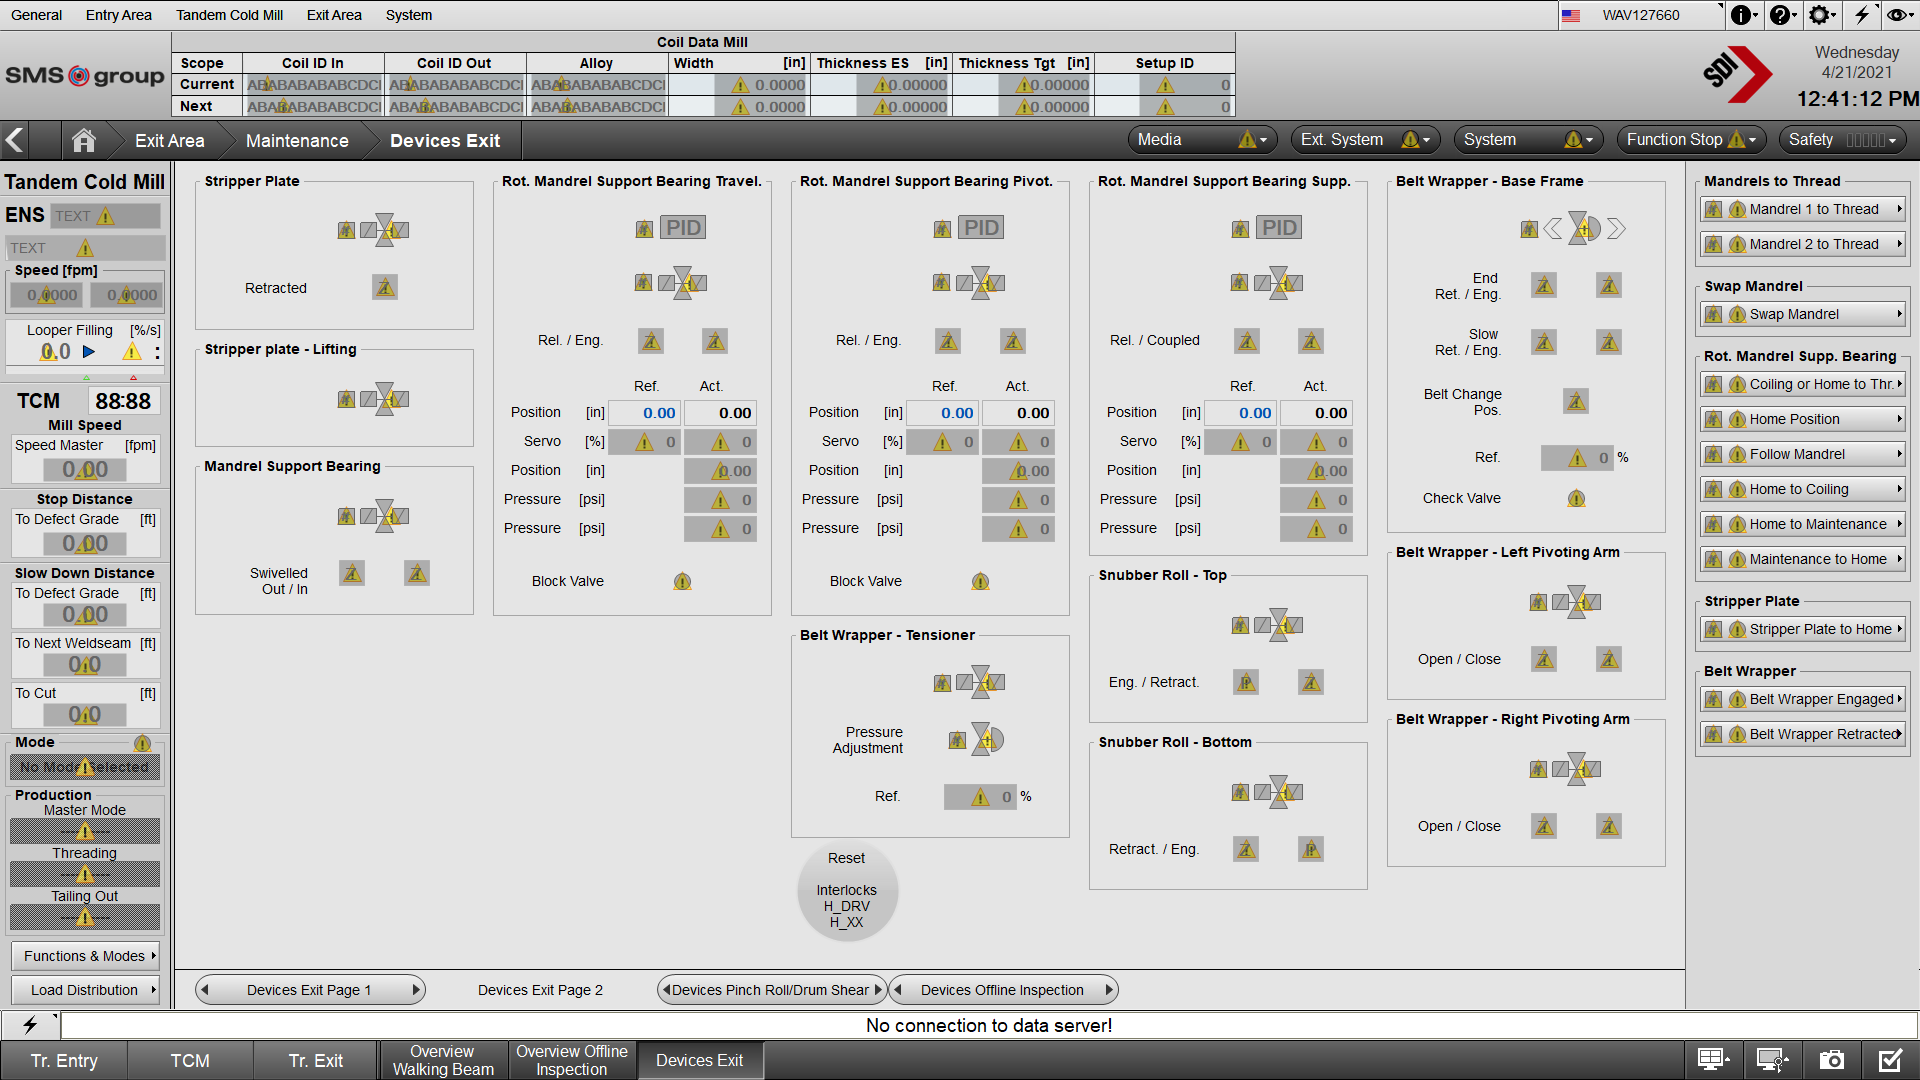 General Entry Area Tandem Cold Mill Exit Area System
WAV127660
SMS group
Coil Data Mill
Scope Coil ID In Coil ID Out Alloy Width [in] Thickness ES [in] Thickness Tgt [in] Setup ID
Current 0.0000 0.00000 0.00000 0
Next 0.0000 0.00000 0.00000 0
SDI
Wednesday
4/21/2021
12:41:12 PM
Exit Area Maintenance Devices Exit
Media Ext. System System Function Stop Safety
Tandem Cold Mill
ENS TEXT
TEXT
Speed [fpm]
0.0000 0.0000
Looper Filling [%/s]
0.0 :
TCM 88:88
Mill Speed
Speed Master [fpm]
0.00
Stop Distance
To Defect Grade [ft]
0.00
Slow Down Distance
To Defect Grade [ft]
0.00
To Next Weldseam [ft]
0.0
To Cut [ft]
0.0
Mode
No Mode Selected
Production
Master Mode
Threading
Tailing Out
Functions & Modes
Load Distribution
Stripper Plate
Retracted
Stripper plate - Lifting
Mandrel Support Bearing
Swivelled
Out / In
Rot. Mandrel Support Bearing Travel.
PID
Rel. / Eng.
Ref. Act.
Position [in] 0.00 0.00
Servo [%] 0 0
Position [in] 0.00
Pressure [psi] 0
Pressure [psi] 0
Block Valve
Rot. Mandrel Support Bearing Pivot.
PID
Rel. / Eng.
Ref. Act.
Position [in] 0.00 0.00
Servo [%] 0 0
Position [in] 0.00
Pressure [psi] 0
Pressure [psi] 0
Block Valve
Belt Wrapper - Tensioner
Pressure
Adjustment
Ref. 0 %
Reset
Interlocks
H_DRV
H_XX
Rot. Mandrel Support Bearing Supp.
PID
Rel. / Coupled
Ref. Act.
Position [in] 0.00 0.00
Servo [%] 0 0
Position [in] 0.00
Pressure [psi] 0
Pressure [psi] 0
Snubber Roll - Top
Eng. / Retract.
Snubber Roll - Bottom
Retract. / Eng.
Belt Wrapper - Base Frame
End
Ret. / Eng.
Slow
Ret. / Eng.
Belt Change
Pos.
Ref. 0 %
Check Valve
Belt Wrapper - Left Pivoting Arm
Open / Close
Belt Wrapper - Right Pivoting Arm
Open / Close
Mandrels to Thread
Mandrel 1 to Thread
Mandrel 2 to Thread
Swap Mandrel
Swap Mandrel
Rot. Mandrel Supp. Bearing
Coiling or Home to Thr.
Home Position
Follow Mandrel
Home to Coiling
Home to Maintenance
Maintenance to Home
Stripper Plate
Stripper Plate to Home
Belt Wrapper
Belt Wrapper Engaged
Belt Wrapper Retracted
Devices Exit Page 1 Devices Exit Page 2 Devices Pinch Roll/Drum Shear Devices Offline Inspection
No connection to data server!
Tr. Entry TCM Tr. Exit
Overview
Walking Beam
Overview Offline
Inspection
Devices Exit